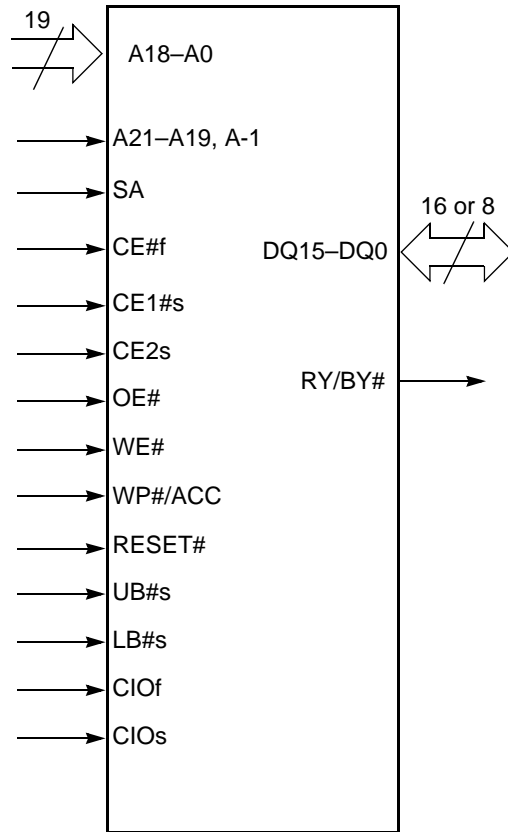 19
A18–A0
A21–A19, A-1
SA
16 or 8
CE#f
DQ15–DQ0
CE1#s
CE2s
RY/BY#
OE#
WE#
WP#/ACC
RESET#
UB#s
LB#s
CIOf
CIOs